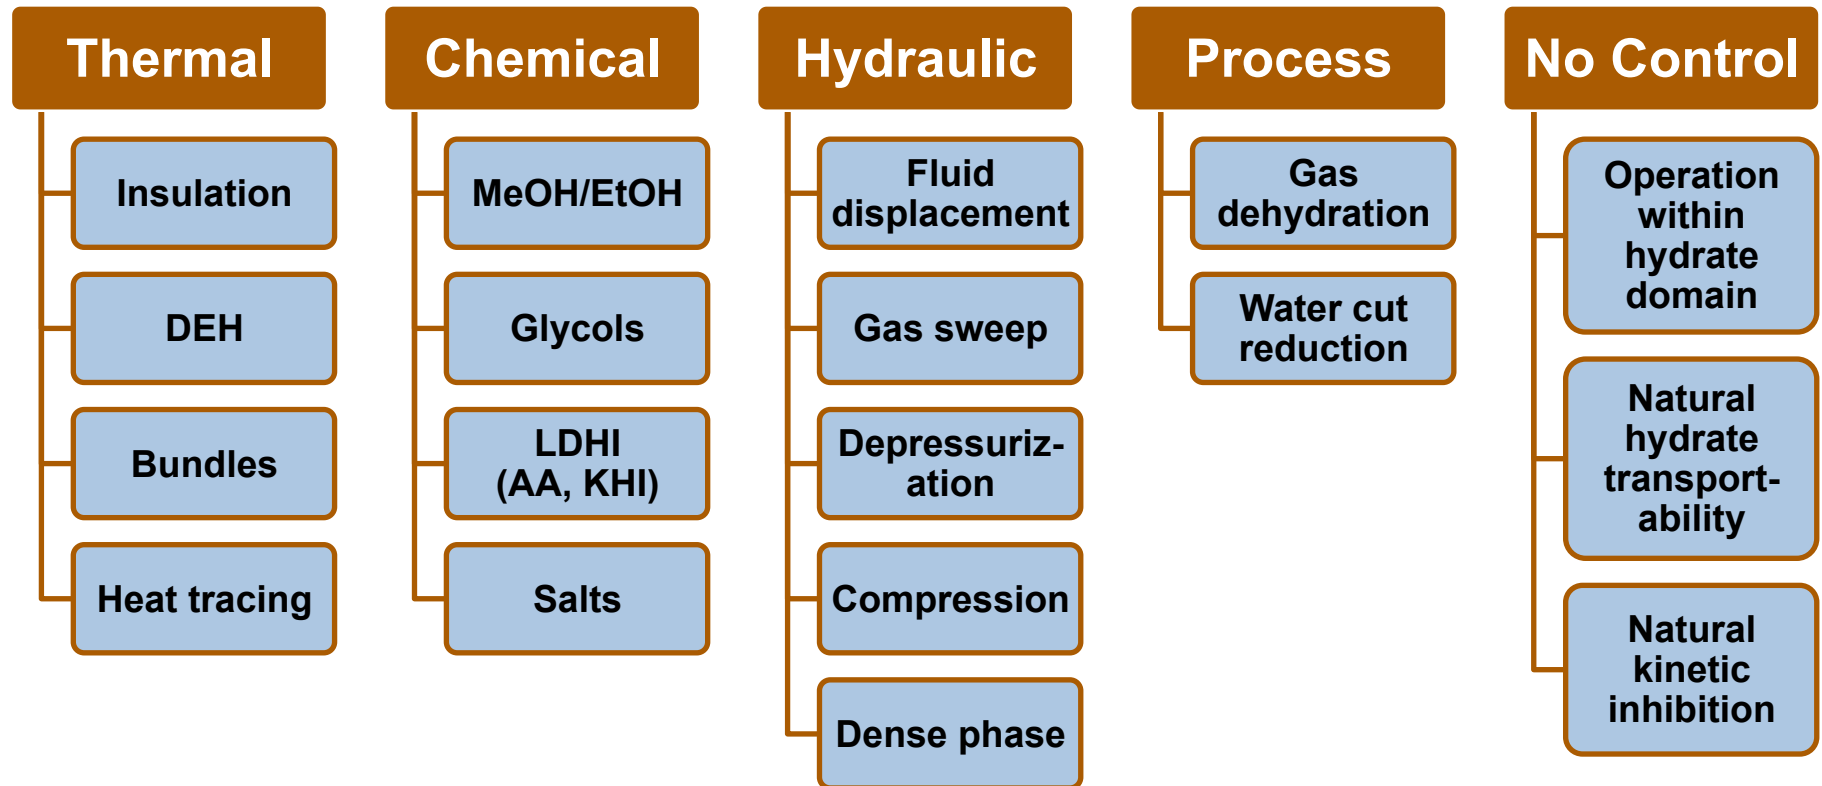 Thermal
Insulation
DEH
Bundles
Heat tracing
Chemical
MeOH/EtOH
Glycols
LDHI
(AA, KHI)
Salts
Hydraulic
Fluid
displacement
Gas sweep
Depressuriz-
ation
Compression
Dense phase
Process
Gas
dehydration
Water cut
reduction
No Control
Operation
within
hydrate
domain
Natural
hydrate
transport-
ability
Natural
kinetic
inhibition